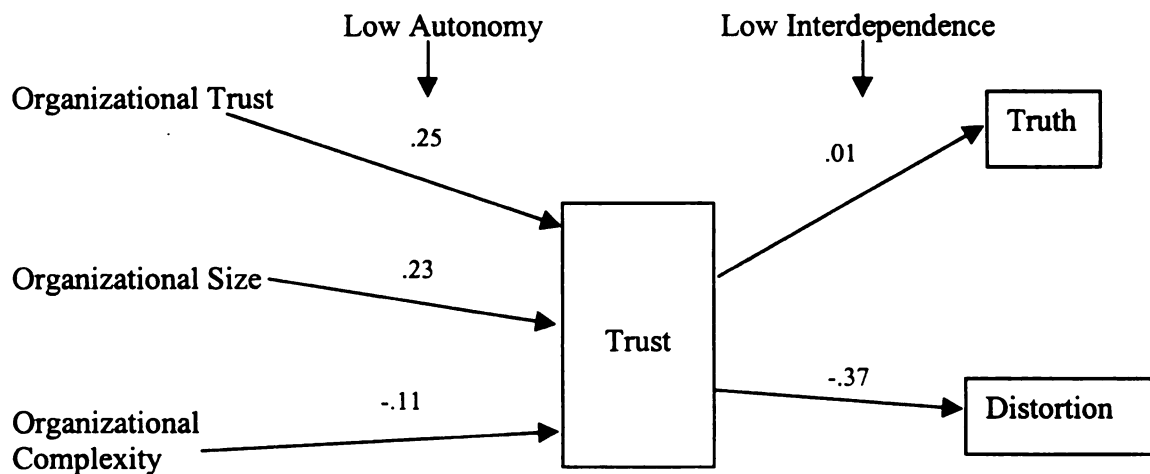 Low Autonomy
Low Interdependence
Organizational Trust
Truth
.25
.01
Organizational Size
.23
Trust
-.37
-.11
Distortion
Organizational
Complexity